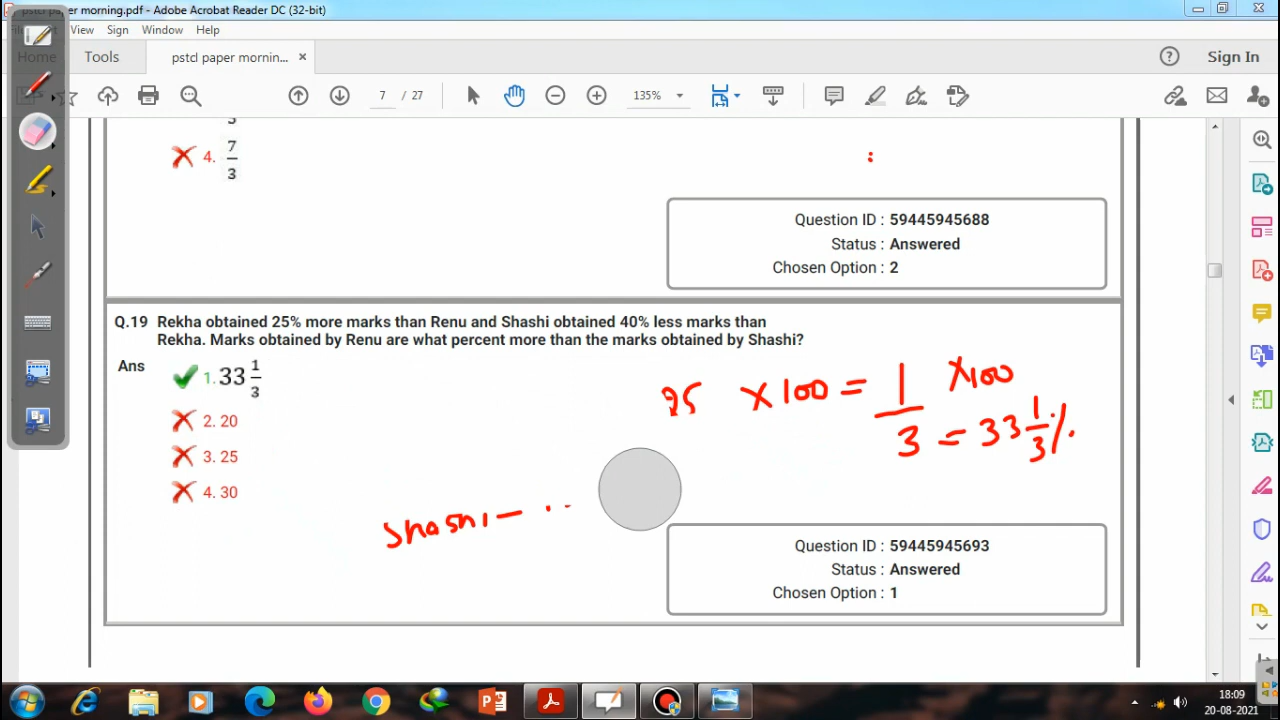 pstcl paper morning.pdf - Adobe Acrobat Reader DC (32-bit)
View Sign Window Help
Home Tools pstcl paper mornin... Sign In
7 / 27 135%
3
4. 7/3
:
Question ID : 59445945688
Status : Answered
Chosen Option : 2
Q.19 Rekha obtained 25% more marks than Renu and Shashi obtained 40% less marks than
Rekha. Marks obtained by Renu are what percent more than the marks obtained by Shashi?
Ans 1. 33 1/3
2. 20
3. 25
4. 30
25 × 100 = 1/3 × 100
= 33 1/3 %
Shashi –
Question ID : 59445945693
Status : Answered
Chosen Option : 1
18:09
20-08-2021